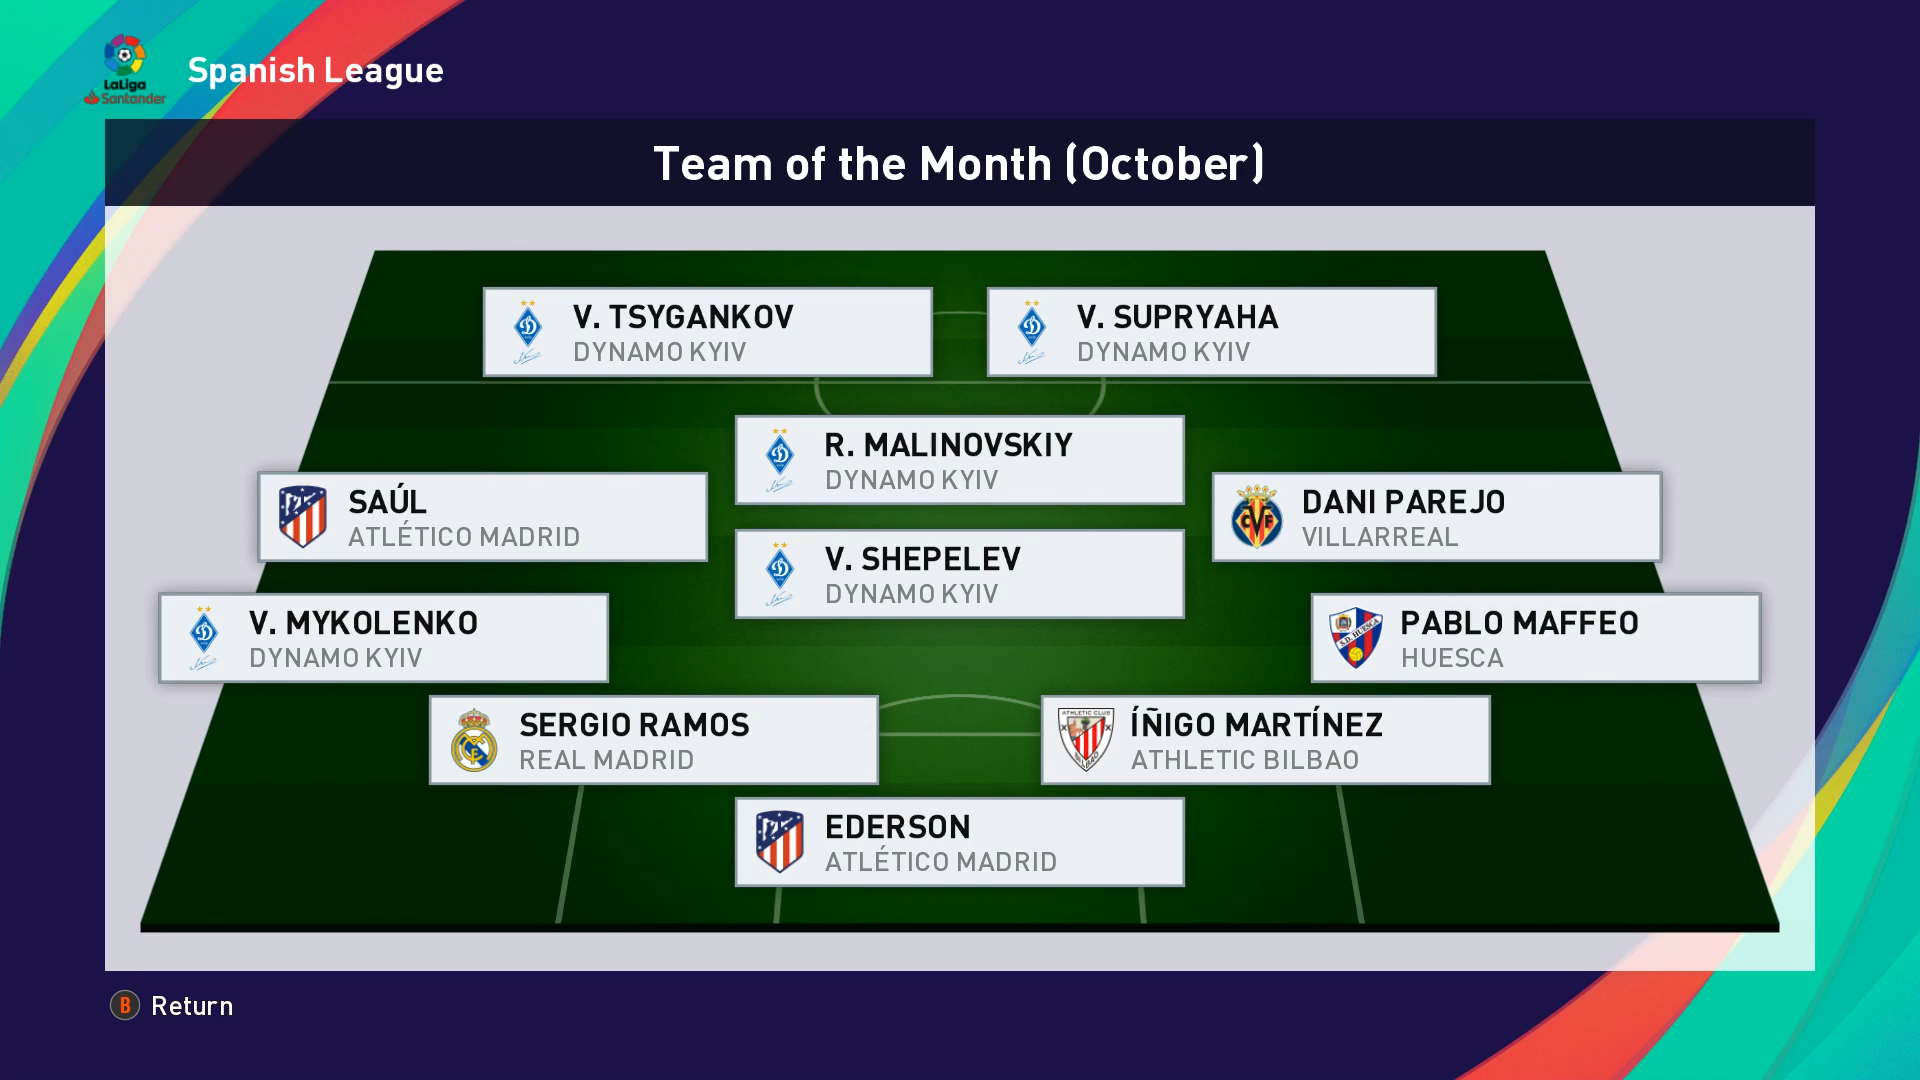 LaLiga
Santander
Spanish League
Team of the Month (October)
V. TSYGANKOV
DYNAMO KYIV
V. SUPRYAHA
DYNAMO KYIV
R. MALINOVSKIY
DYNAMO KYIV
SAÚL
ATLÉTICO MADRID
DANI PAREJO
VILLARREAL
V. SHEPELEV
DYNAMO KYIV
V. MYKOLENKO
DYNAMO KYIV
PABLO MAFFEO
HUESCA
SERGIO RAMOS
REAL MADRID
ÍÑIGO MARTÍNEZ
ATHLETIC BILBAO
EDERSON
ATLÉTICO MADRID
B Return